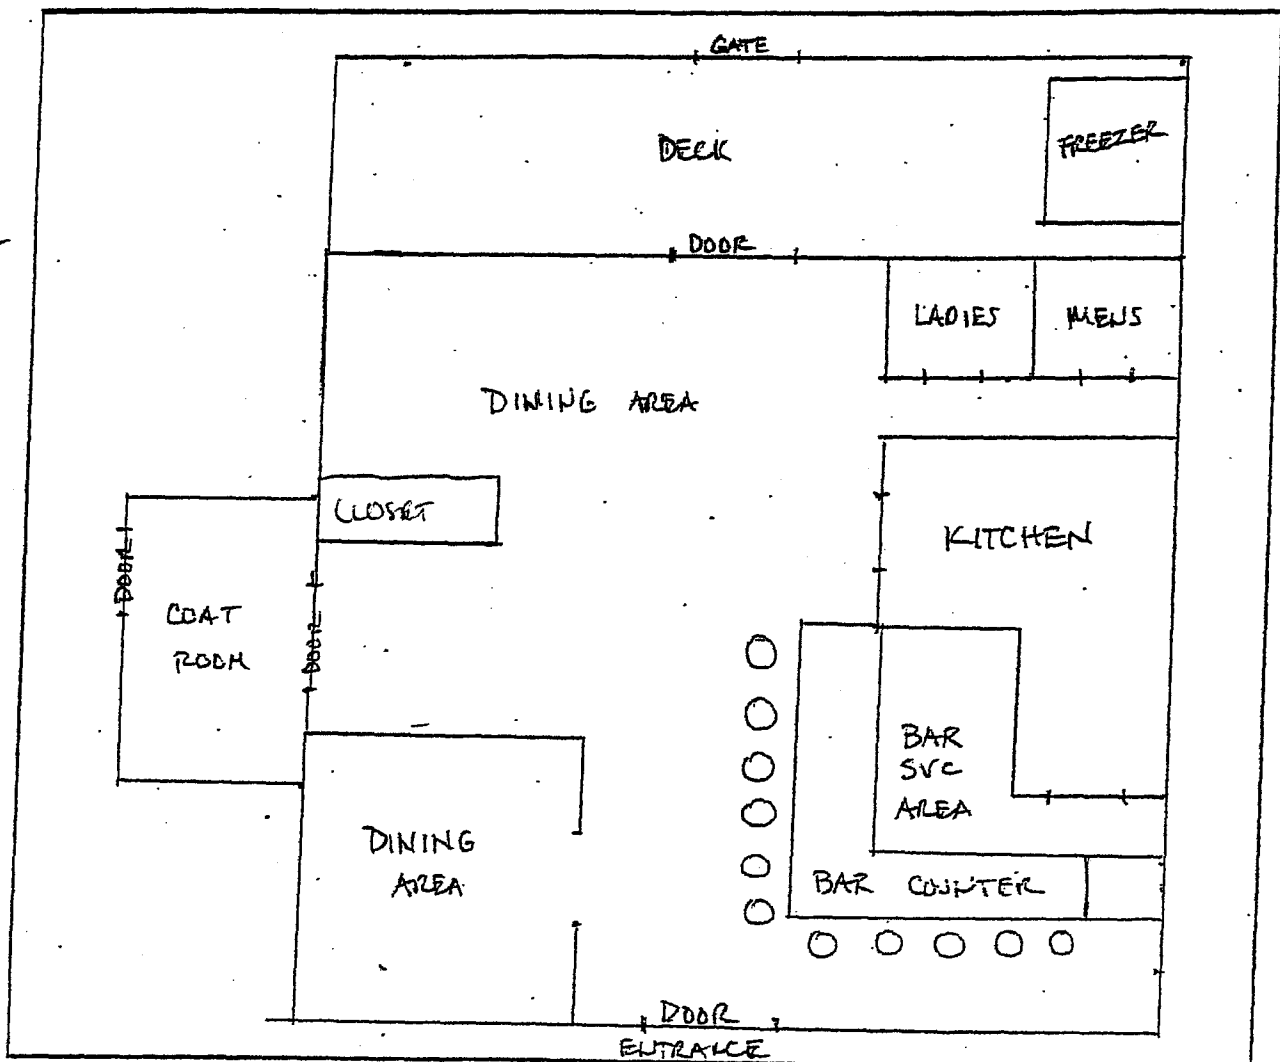 GATE
DECK
FREEZER
DOOR
LADIES
MENS
DINING AREA
CLOSET
KITCHEN
DOOR
COAT
ROOM
DOOR
BAR
SVC
AREA
DINING
AREA
BAR COUNTER
DOOR
ENTRANCE